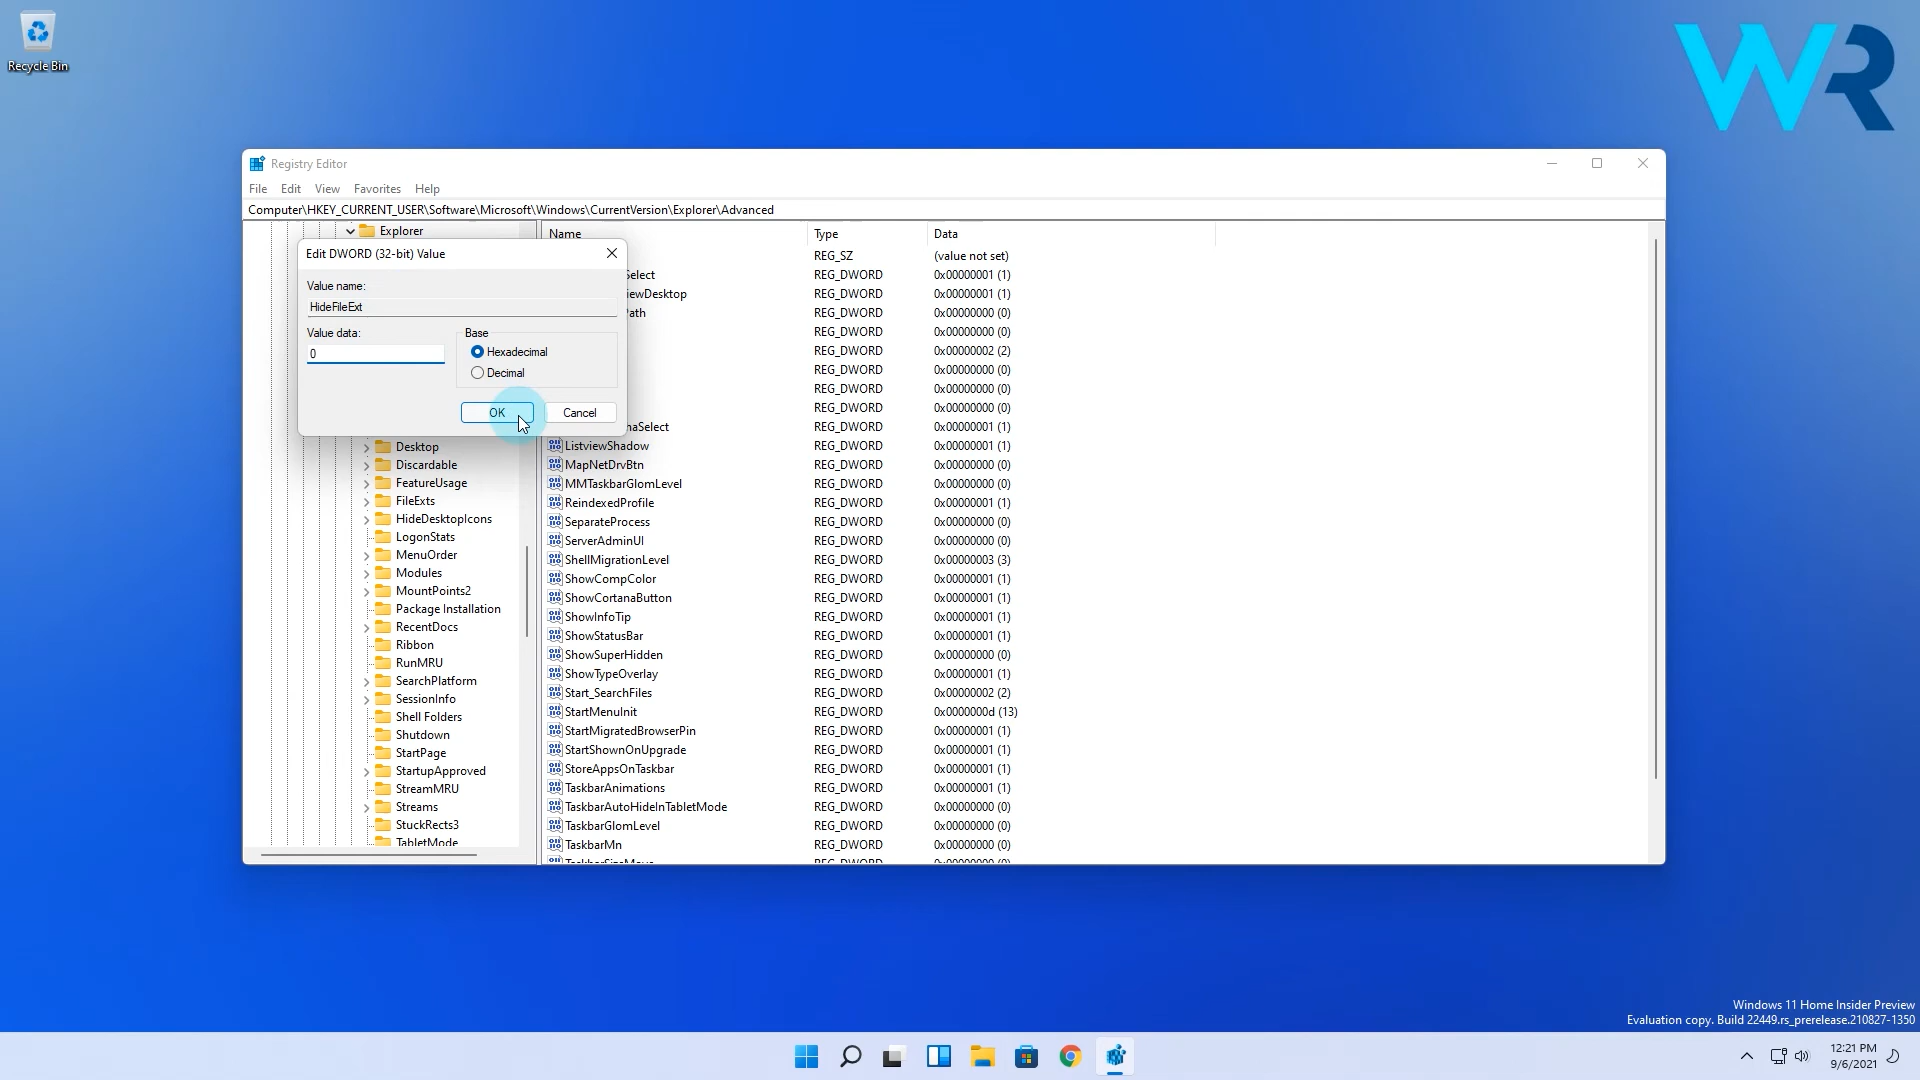 Recycle Bin
WR
Registry Editor
File Edit View Favorites Help
Computer\HKEY_CURRENT_USER\Software\Microsoft\Windows\CurrentVersion\Explorer\Advanced
Explorer
Edit DWORD (32-bit) Value
Value name:
HideFileExt
Value data:
0
Base
Hexadecimal
Decimal
OK
Cancel
Desktop
Discardable
FeatureUsage
FileExts
HideDesktopIcons
LogonStats
MenuOrder
Modules
MountPoints2
Package Installation
RecentDocs
Ribbon
RunMRU
SearchPlatform
SessionInfo
Shell Folders
Shutdown
StartPage
StartupApproved
StreamMRU
Streams
StuckRects3
TabletMode
Name Type Data
REG_SZ (value not set)
Select REG_DWORD 0x00000001 (1)
iewDesktop REG_DWORD 0x00000001 (1)
Path REG_DWORD 0x00000000 (0)
REG_DWORD 0x00000000 (0)
REG_DWORD 0x00000002 (2)
REG_DWORD 0x00000000 (0)
REG_DWORD 0x00000000 (0)
REG_DWORD 0x00000000 (0)
haSelect REG_DWORD 0x00000001 (1)
ListviewShadow REG_DWORD 0x00000001 (1)
MapNetDrvBtn REG_DWORD 0x00000000 (0)
MMTaskbarGlomLevel REG_DWORD 0x00000000 (0)
ReindexedProfile REG_DWORD 0x00000001 (1)
SeparateProcess REG_DWORD 0x00000000 (0)
ServerAdminUI REG_DWORD 0x00000000 (0)
ShellMigrationLevel REG_DWORD 0x00000003 (3)
ShowCompColor REG_DWORD 0x00000001 (1)
ShowCortanaButton REG_DWORD 0x00000001 (1)
ShowInfoTip REG_DWORD 0x00000001 (1)
ShowStatusBar REG_DWORD 0x00000001 (1)
ShowSuperHidden REG_DWORD 0x00000000 (0)
ShowTypeOverlay REG_DWORD 0x00000001 (1)
Start_SearchFiles REG_DWORD 0x00000002 (2)
StartMenuInit REG_DWORD 0x0000000d (13)
StartMigratedBrowserPin REG_DWORD 0x00000001 (1)
StartShownOnUpgrade REG_DWORD 0x00000001 (1)
StoreAppsOnTaskbar REG_DWORD 0x00000001 (1)
TaskbarAnimations REG_DWORD 0x00000001 (1)
TaskbarAutoHideInTabletMode REG_DWORD 0x00000000 (0)
TaskbarGlomLevel REG_DWORD 0x00000000 (0)
TaskbarMn REG_DWORD 0x00000000 (0)
TaskbarSizeMove REG_DWORD 0x00000000 (0)
Windows 11 Home Insider Preview
Evaluation copy. Build 22449.rs_prerelease.210827-1350
12:21 PM
9/6/2021